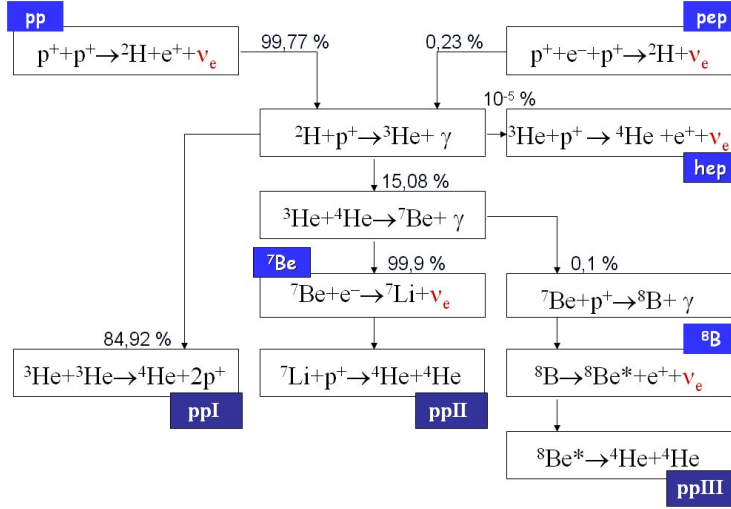 pp
p⁺+p⁺→²H+e⁺+νₑ
99,77 %
0,23 %
pep
p⁺+e⁻+p⁺→²H+νₑ
²H+p⁺→³He+ γ
10⁻⁵ %
³He+p⁺→ ⁴He +e⁺+νₑ
hep
15,08 %
³He+⁴He→⁷Be+ γ
⁷Be
99,9 %
⁷Be+e⁻→⁷Li+νₑ
0,1 %
⁷Be+p⁺→⁸B+ γ
84,92 %
³He+³He→⁴He+2p⁺
ppI
⁷Li+p⁺→⁴He+⁴He
ppII
⁸B
⁸B→⁸Be*+e⁺+νₑ
⁸Be*→⁴He+⁴He
ppIII